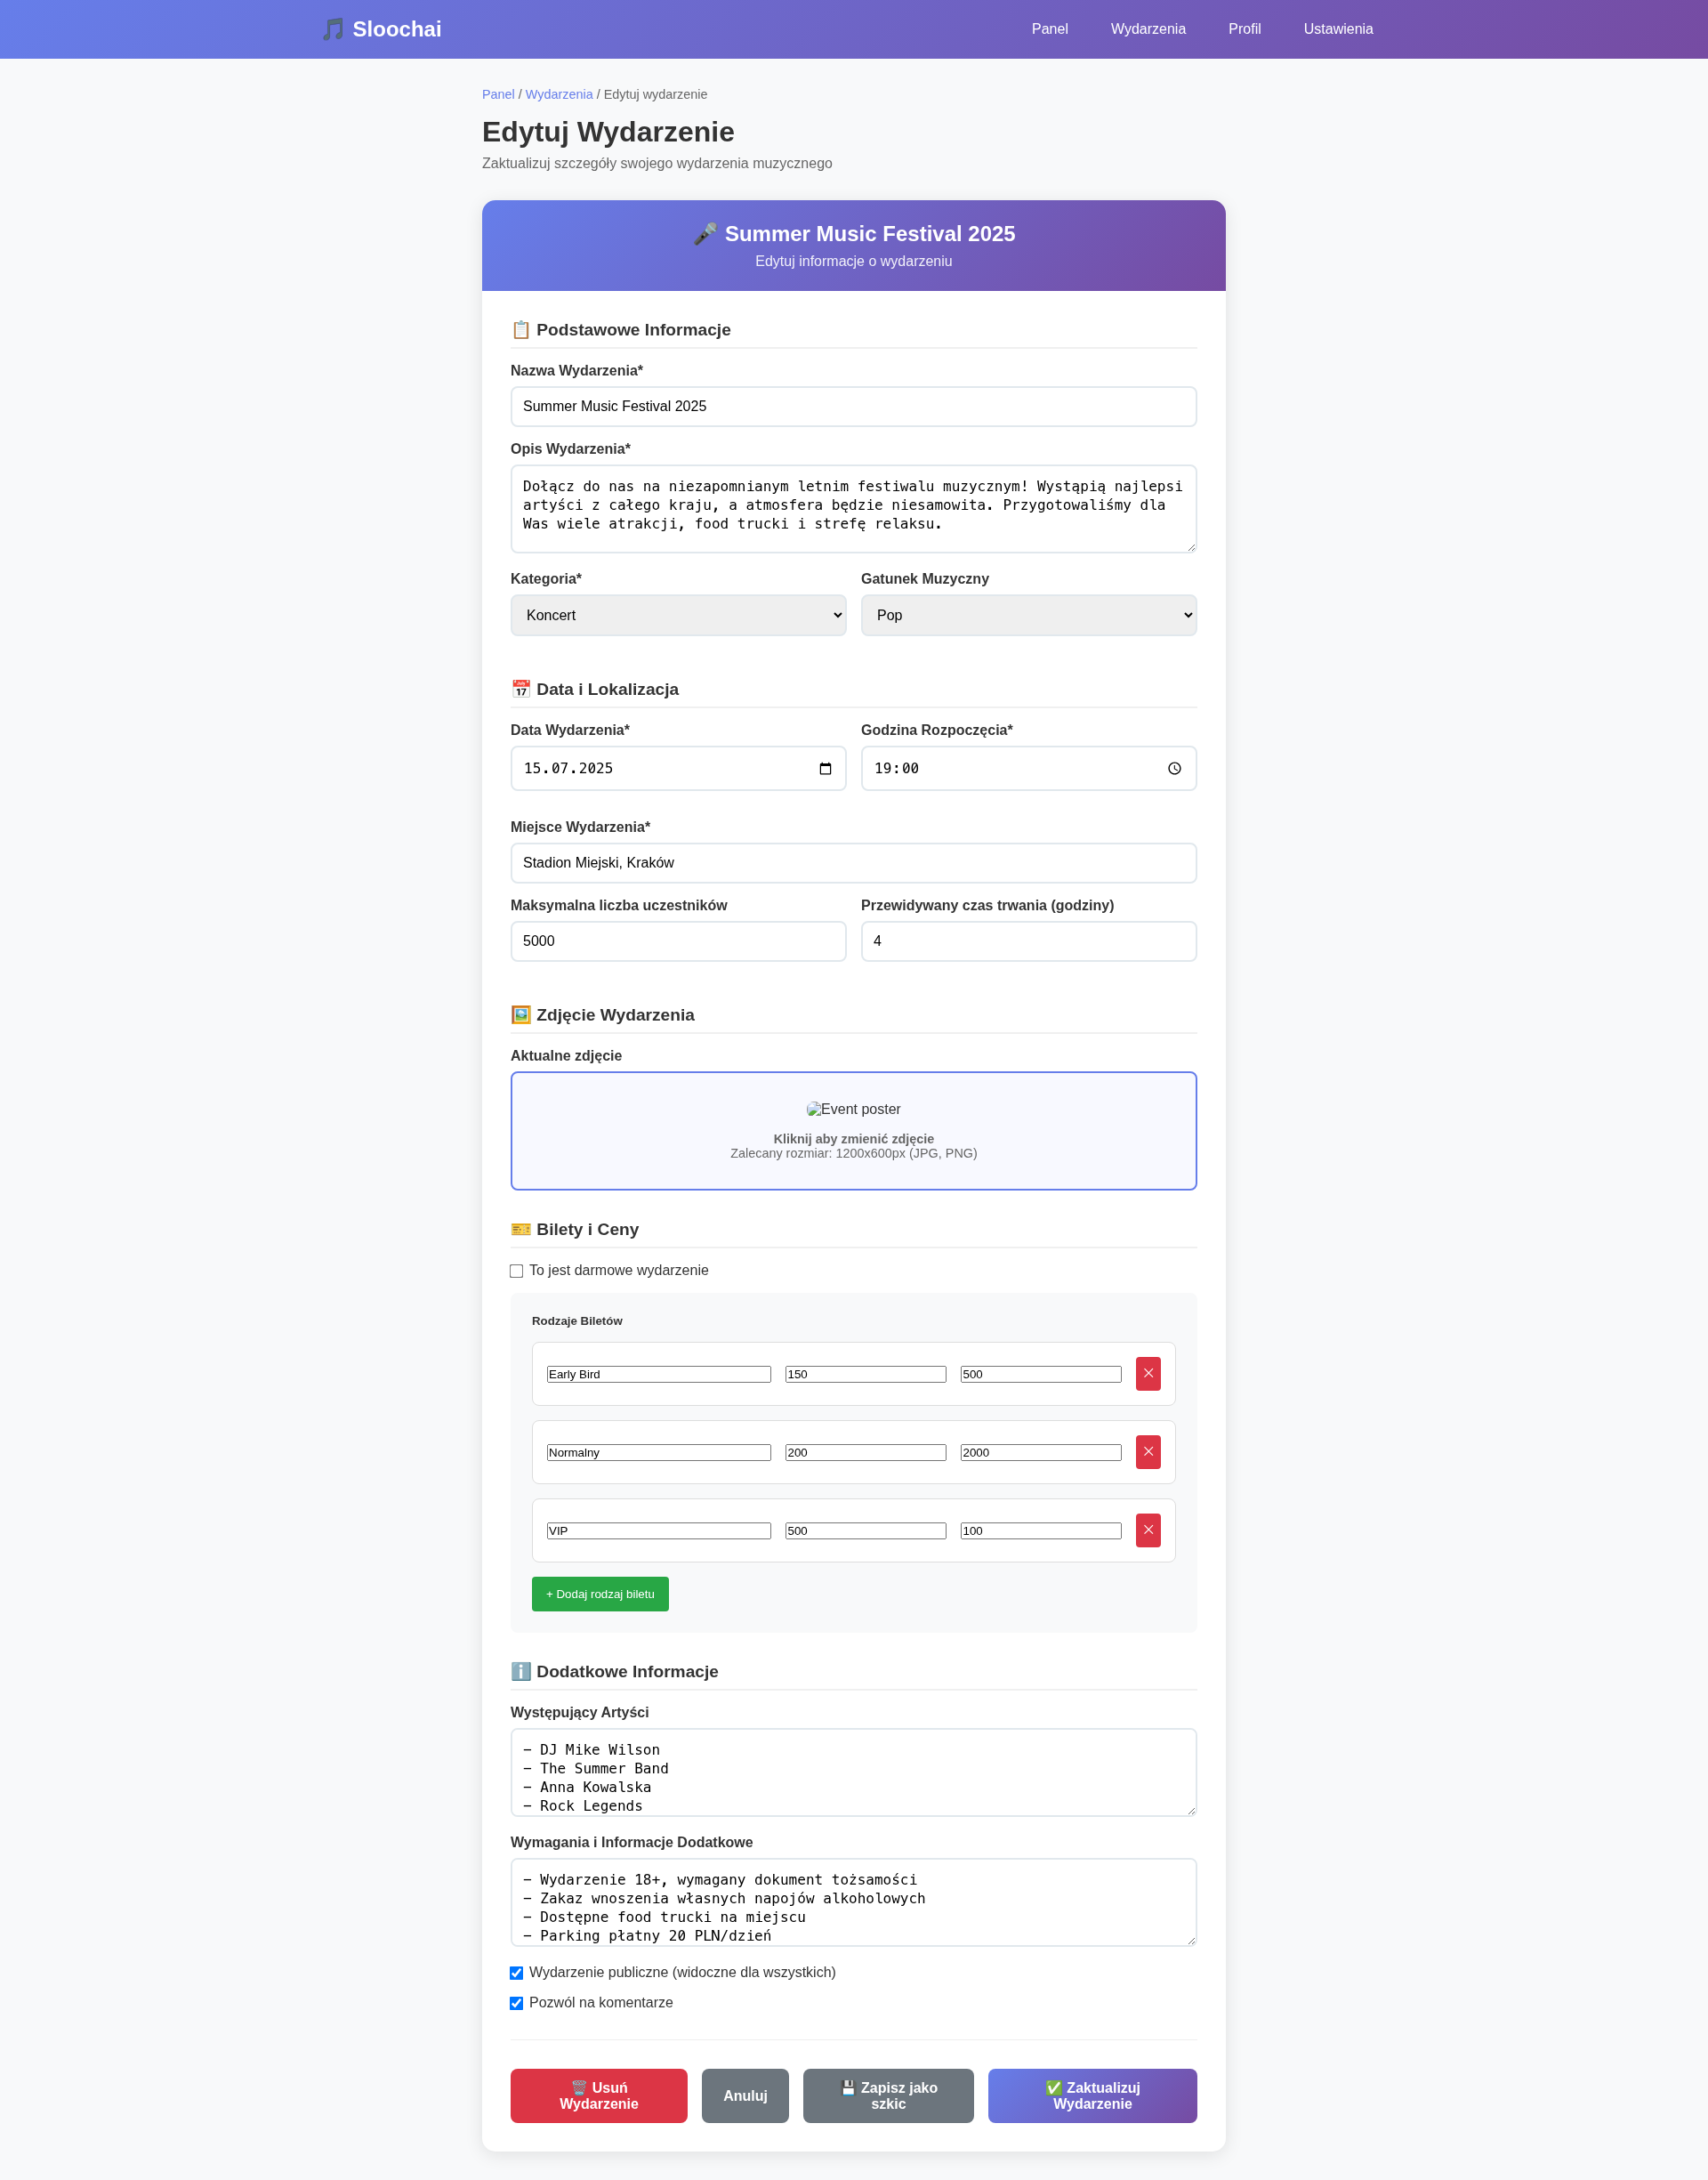 🎵 Sloochai
Panel Wydarzenia Profil Ustawienia
Panel / Wydarzenia / Edytuj wydarzenie
Edytuj Wydarzenie
Zaktualizuj szczegóły swojego wydarzenia muzycznego
🎤 Summer Music Festival 2025
Edytuj informacje o wydarzeniu
📋 Podstawowe Informacje
Nazwa Wydarzenia*
Summer Music Festival 2025
Opis Wydarzenia*
Dołącz do nas na niezapomnianym letnim festiwalu muzycznym! Wystąpią najlepsi
artyści z całego kraju, a atmosfera będzie niesamowita. Przygotowaliśmy dla
Was wiele atrakcji, food trucki i strefę relaksu.
Kategoria* Gatunek Muzyczny
Koncert Pop
📅 Data i Lokalizacja
Data Wydarzenia* Godzina Rozpoczęcia*
15.07.2025 19:00
Miejsce Wydarzenia*
Stadion Miejski, Kraków
Maksymalna liczba uczestników Przewidywany czas trwania (godziny)
5000 4
🖼️ Zdjęcie Wydarzenia
Aktualne zdjęcie
Event poster
Kliknij aby zmienić zdjęcie
Zalecany rozmiar: 1200x600px (JPG, PNG)
🎫 Bilety i Ceny
To jest darmowe wydarzenie
Rodzaje Biletów
Early Bird 150 500 ×
Normalny 200 2000 ×
VIP 500 100 ×
+ Dodaj rodzaj biletu
ℹ️ Dodatkowe Informacje
Występujący Artyści
- DJ Mike Wilson
- The Summer Band
- Anna Kowalska
- Rock Legends
Wymagania i Informacje Dodatkowe
- Wydarzenie 18+, wymagany dokument tożsamości
- Zakaz wnoszenia własnych napojów alkoholowych
- Dostępne food trucki na miejscu
- Parking płatny 20 PLN/dzień
Wydarzenie publiczne (widoczne dla wszystkich)
Pozwól na komentarze
🗑️ Usuń
Wydarzenie
Anuluj
💾 Zapisz jako
szkic
✅ Zaktualizuj
Wydarzenie